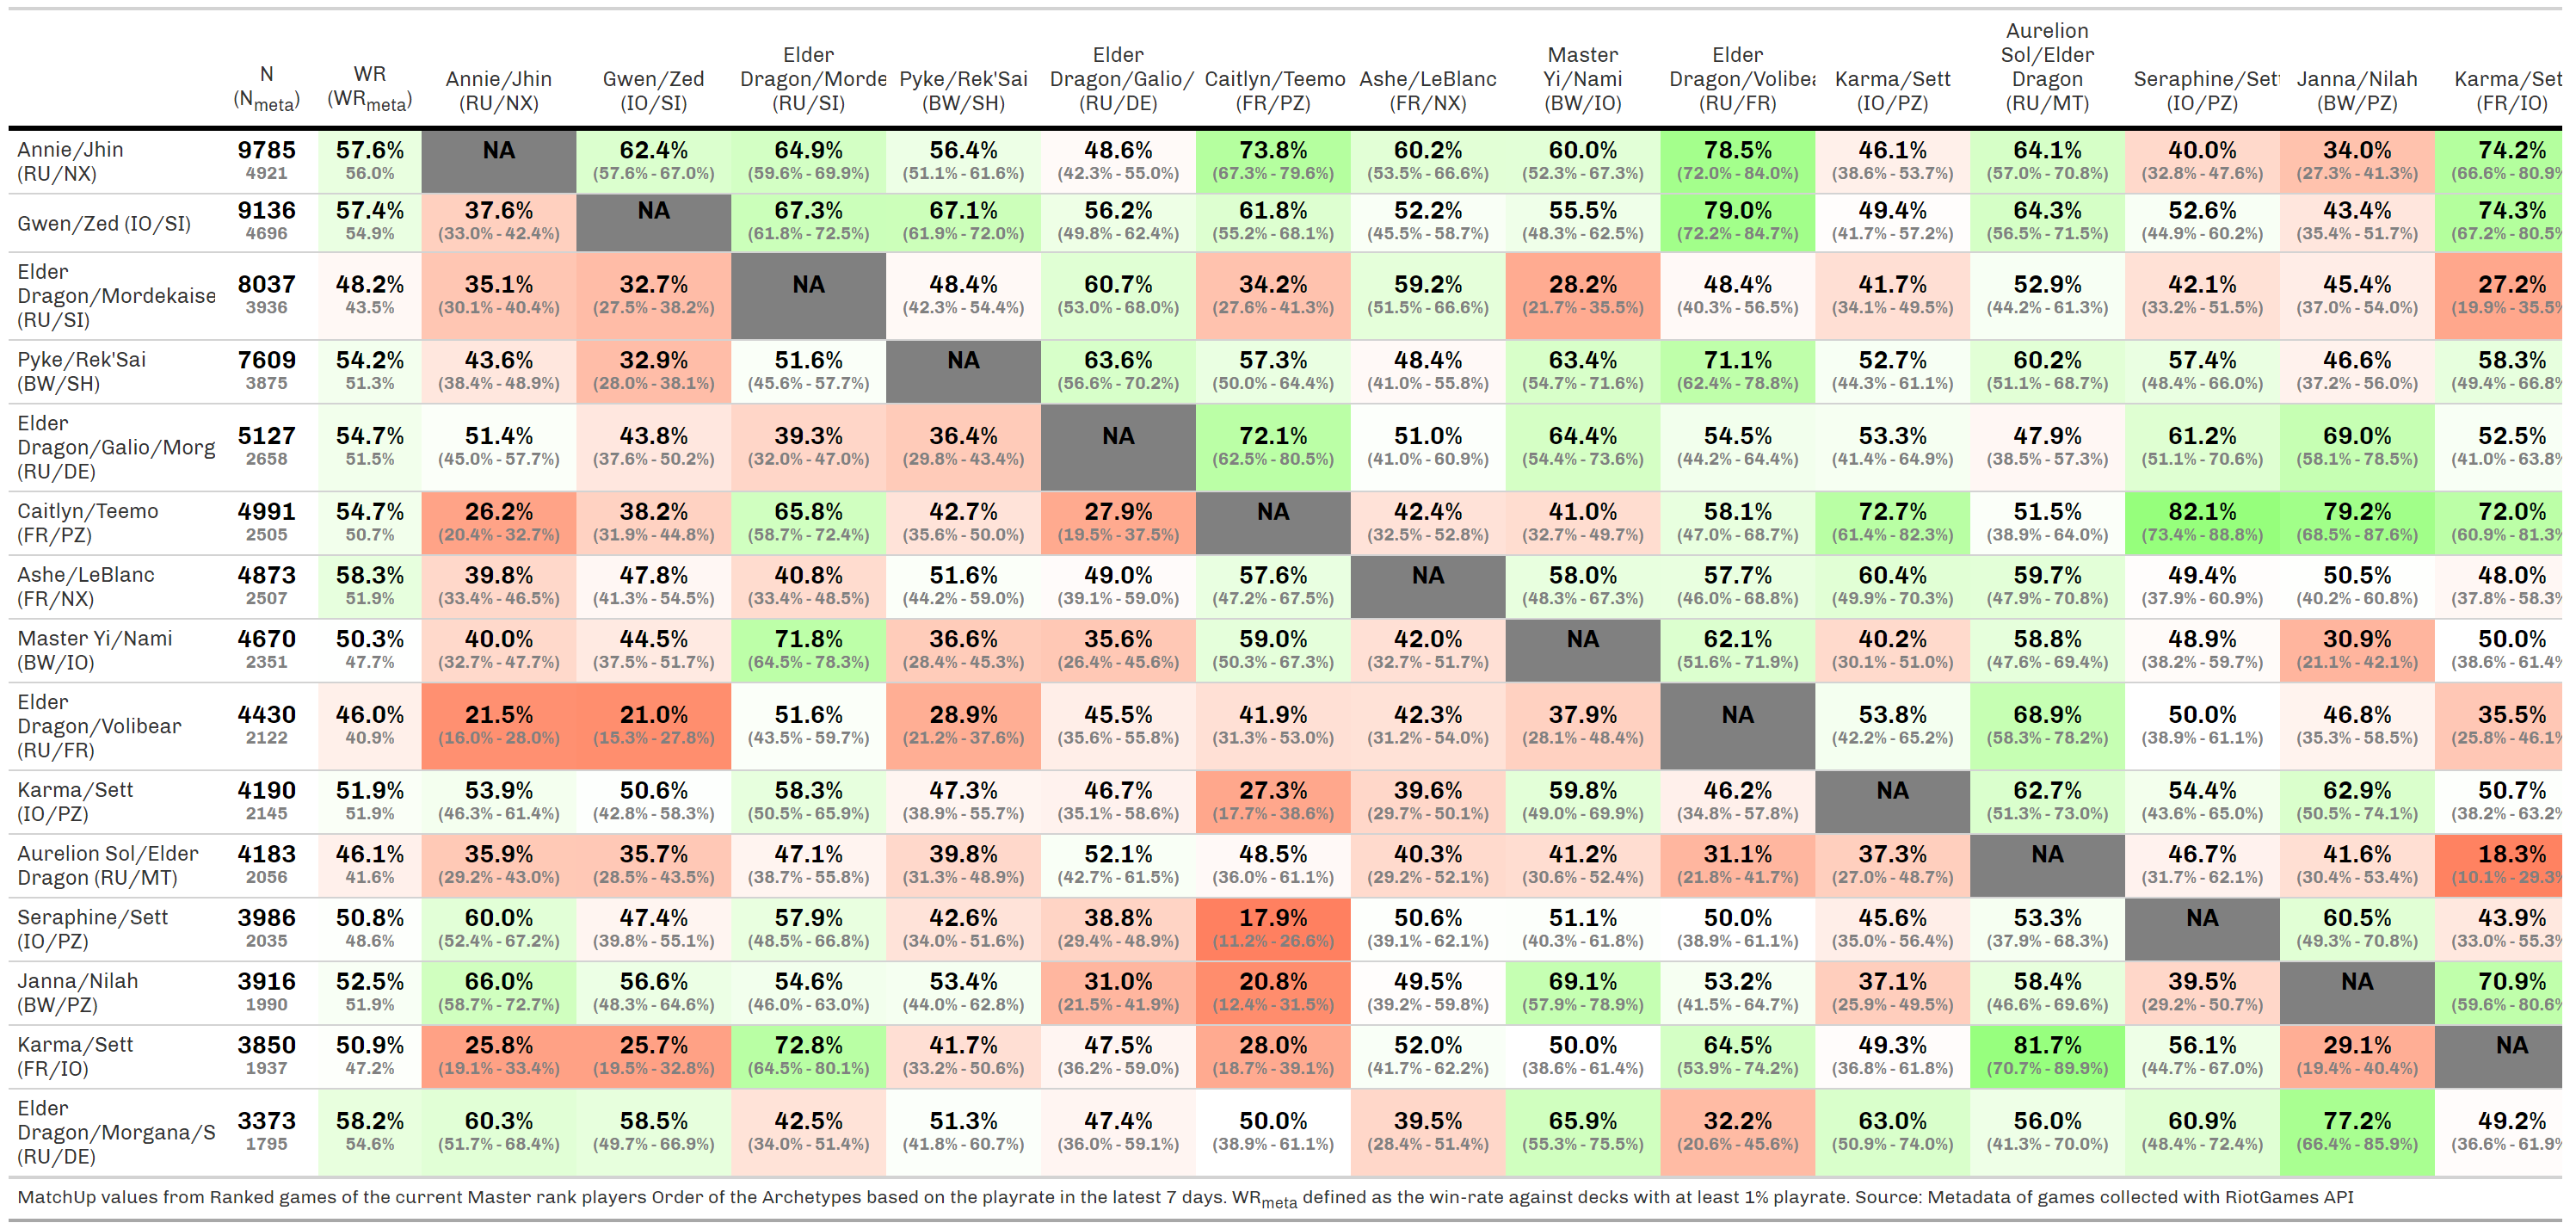 N (Nmeta) WR (WRmeta) Annie/Jhin (RU/NX) Gwen/Zed (IO/SI) Elder Dragon/Morde (RU/SI) Pyke/Rek'Sai (BW/SH) Elder Dragon/Galio/ (RU/DE) Caitlyn/Teemo (FR/PZ) Ashe/LeBlanc (FR/NX) Master Yi/Nami (BW/IO) Elder Dragon/Volibea (RU/FR) Karma/Sett (IO/PZ) Aurelion Sol/Elder Dragon (RU/MT) Seraphine/Sett (IO/PZ) Janna/Nilah (BW/PZ) Karma/Set (FR/IO)
Annie/Jhin (RU/NX) 9785 57.6% NA 62.4% 64.9% 56.4% 48.6% 73.8% 60.2% 60.0% 78.5% 46.1% 64.1% 40.0% 34.0% 74.2%
4921 56.0% (57.6% - 67.0%) (59.6% - 69.9%) (51.1% - 61.6%) (42.3% - 55.0%) (67.3% - 79.6%) (53.5% - 66.6%) (52.3% - 67.3%) (72.0% - 84.0%) (38.6% - 53.7%) (57.0% - 70.8%) (32.8% - 47.6%) (27.3% - 41.3%) (66.6% - 80.9%
Gwen/Zed (IO/SI) 9136 57.4% 37.6% NA 67.3% 67.1% 56.2% 61.8% 52.2% 55.5% 79.0% 49.4% 64.3% 52.6% 43.4% 74.3%
4696 54.9% (33.0% - 42.4%) (61.8% - 72.5%) (61.9% - 72.0%) (49.8% - 62.4%) (55.2% - 68.1%) (45.5% - 58.7%) (48.3% - 62.5%) (72.2% - 84.7%) (41.7% - 57.2%) (56.5% - 71.5%) (44.9% - 60.2%) (35.4% - 51.7%) (67.2% - 80.5%
Elder Dragon/Mordekaise (RU/SI) 8037 48.2% 35.1% 32.7% NA 48.4% 60.7% 34.2% 59.2% 28.2% 48.4% 41.7% 52.9% 42.1% 45.4% 27.2%
3936 43.5% (30.1% - 40.4%) (27.5% - 38.2%) (42.3% - 54.4%) (53.0% - 68.0%) (27.6% - 41.3%) (51.5% - 66.6%) (21.7% - 35.5%) (40.3% - 56.5%) (34.1% - 49.5%) (44.2% - 61.3%) (33.2% - 51.5%) (37.0% - 54.0%) (19.9% - 35.5%
Pyke/Rek'Sai (BW/SH) 7609 54.2% 43.6% 32.9% 51.6% NA 63.6% 57.3% 48.4% 63.4% 71.1% 52.7% 60.2% 57.4% 46.6% 58.3%
3875 51.3% (38.4% - 48.9%) (28.0% - 38.1%) (45.6% - 57.7%) (56.6% - 70.2%) (50.0% - 64.4%) (41.0% - 55.8%) (54.7% - 71.6%) (62.4% - 78.8%) (44.3% - 61.1%) (51.1% - 68.7%) (48.4% - 66.0%) (37.2% - 56.0%) (49.4% - 66.8%
Elder Dragon/Galio/Morg (RU/DE) 5127 54.7% 51.4% 43.8% 39.3% 36.4% NA 72.1% 51.0% 64.4% 54.5% 53.3% 47.9% 61.2% 69.0% 52.5%
2658 51.5% (45.0% - 57.7%) (37.6% - 50.2%) (32.0% - 47.0%) (29.8% - 43.4%) (62.5% - 80.5%) (41.0% - 60.9%) (54.4% - 73.6%) (44.2% - 64.4%) (41.4% - 64.9%) (38.5% - 57.3%) (51.1% - 70.6%) (58.1% - 78.5%) (41.0% - 63.8%
Caitlyn/Teemo (FR/PZ) 4991 54.7% 26.2% 38.2% 65.8% 42.7% 27.9% NA 42.4% 41.0% 58.1% 72.7% 51.5% 82.1% 79.2% 72.0%
2505 50.7% (20.4% - 32.7%) (31.9% - 44.8%) (58.7% - 72.4%) (35.6% - 50.0%) (19.5% - 37.5%) (32.5% - 52.8%) (32.7% - 49.7%) (47.0% - 68.7%) (61.4% - 82.3%) (38.9% - 64.0%) (73.4% - 88.8%) (68.5% - 87.6%) (60.9% - 81.3%
Ashe/LeBlanc (FR/NX) 4873 58.3% 39.8% 47.8% 40.8% 51.6% 49.0% 57.6% NA 58.0% 57.7% 60.4% 59.7% 49.4% 50.5% 48.0%
2507 51.9% (33.4% - 46.5%) (41.3% - 54.5%) (33.4% - 48.5%) (44.2% - 59.0%) (39.1% - 59.0%) (47.2% - 67.5%) (48.3% - 67.3%) (46.0% - 68.8%) (49.9% - 70.3%) (47.9% - 70.8%) (37.9% - 60.9%) (40.2% - 60.8%) (37.8% - 58.3%
Master Yi/Nami (BW/IO) 4670 50.3% 40.0% 44.5% 71.8% 36.6% 35.6% 59.0% 42.0% NA 62.1% 40.2% 58.8% 48.9% 30.9% 50.0%
2351 47.7% (32.7% - 47.7%) (37.5% - 51.7%) (64.5% - 78.3%) (28.4% - 45.3%) (26.4% - 45.6%) (50.3% - 67.3%) (32.7% - 51.7%) (51.6% - 71.9%) (30.1% - 51.0%) (47.6% - 69.4%) (38.2% - 59.7%) (21.1% - 42.1%) (38.6% - 61.4%
Elder Dragon/Volibear (RU/FR) 4430 46.0% 21.5% 21.0% 51.6% 28.9% 45.5% 41.9% 42.3% 37.9% NA 53.8% 68.9% 50.0% 46.8% 35.5%
2122 40.9% (16.0% - 28.0%) (15.3% - 27.8%) (43.5% - 59.7%) (21.2% - 37.6%) (35.6% - 55.8%) (31.3% - 53.0%) (31.2% - 54.0%) (28.1% - 48.4%) (42.2% - 65.2%) (58.3% - 78.2%) (38.9% - 61.1%) (35.3% - 58.5%) (25.8% - 46.1%
Karma/Sett (IO/PZ) 4190 51.9% 53.9% 50.6% 58.3% 47.3% 46.7% 27.3% 39.6% 59.8% 46.2% NA 62.7% 54.4% 62.9% 50.7%
2145 51.9% (46.3% - 61.4%) (42.8% - 58.3%) (50.5% - 65.9%) (38.9% - 55.7%) (35.1% - 58.6%) (17.7% - 38.6%) (29.7% - 50.1%) (49.0% - 69.9%) (34.8% - 57.8%) (51.3% - 73.0%) (43.6% - 65.0%) (50.5% - 74.1%) (38.2% - 63.2%
Aurelion Sol/Elder Dragon (RU/MT) 4183 46.1% 35.9% 35.7% 47.1% 39.8% 52.1% 48.5% 40.3% 41.2% 31.1% 37.3% NA 46.7% 41.6% 18.3%
2056 41.6% (29.2% - 43.0%) (28.5% - 43.5%) (38.7% - 55.8%) (31.3% - 48.9%) (42.7% - 61.5%) (36.0% - 61.1%) (29.2% - 52.1%) (30.6% - 52.4%) (21.8% - 41.7%) (27.0% - 48.7%) (31.7% - 62.1%) (30.4% - 53.4%) (10.1% - 29.3%
Seraphine/Sett (IO/PZ) 3986 50.8% 60.0% 47.4% 57.9% 42.6% 38.8% 17.9% 50.6% 51.1% 50.0% 45.6% 53.3% NA 60.5% 43.9%
2035 48.6% (52.4% - 67.2%) (39.8% - 55.1%) (48.5% - 66.8%) (34.0% - 51.6%) (29.4% - 48.9%) (11.2% - 26.6%) (39.1% - 62.1%) (40.3% - 61.8%) (38.9% - 61.1%) (35.0% - 56.4%) (37.9% - 68.3%) (49.3% - 70.8%) (33.0% - 55.3%
Janna/Nilah (BW/PZ) 3916 52.5% 66.0% 56.6% 54.6% 53.4% 31.0% 20.8% 49.5% 69.1% 53.2% 37.1% 58.4% 39.5% NA 70.9%
1990 51.9% (58.7% - 72.7%) (48.3% - 64.6%) (46.0% - 63.0%) (44.0% - 62.8%) (21.5% - 41.9%) (12.4% - 31.5%) (39.2% - 59.8%) (57.9% - 78.9%) (41.5% - 64.7%) (25.9% - 49.5%) (46.6% - 69.6%) (29.2% - 50.7%) (59.6% - 80.6%
Karma/Sett (FR/IO) 3850 50.9% 25.8% 25.7% 72.8% 41.7% 47.5% 28.0% 52.0% 50.0% 64.5% 49.3% 81.7% 56.1% 29.1% NA
1937 47.2% (19.1% - 33.4%) (19.5% - 32.8%) (64.5% - 80.1%) (33.2% - 50.6%) (36.2% - 59.0%) (18.7% - 39.1%) (41.7% - 62.2%) (38.6% - 61.4%) (53.9% - 74.2%) (36.8% - 61.8%) (70.7% - 89.9%) (44.7% - 67.0%) (19.4% - 40.4%)
Elder Dragon/Morgana/S (RU/DE) 3373 58.2% 60.3% 58.5% 42.5% 51.3% 47.4% 50.0% 39.5% 65.9% 32.2% 63.0% 56.0% 60.9% 77.2% 49.2%
1795 54.6% (51.7% - 68.4%) (49.7% - 66.9%) (34.0% - 51.4%) (41.8% - 60.7%) (36.0% - 59.1%) (38.9% - 61.1%) (28.4% - 51.4%) (55.3% - 75.5%) (20.6% - 45.6%) (50.9% - 74.0%) (41.3% - 70.0%) (48.4% - 72.4%) (66.4% - 85.9%) (36.6% - 61.9%
MatchUp values from Ranked games of the current Master rank players Order of the Archetypes based on the playrate in the latest 7 days. WRmeta defined as the win-rate against decks with at least 1% playrate. Source: Metadata of games collected with RiotGames API